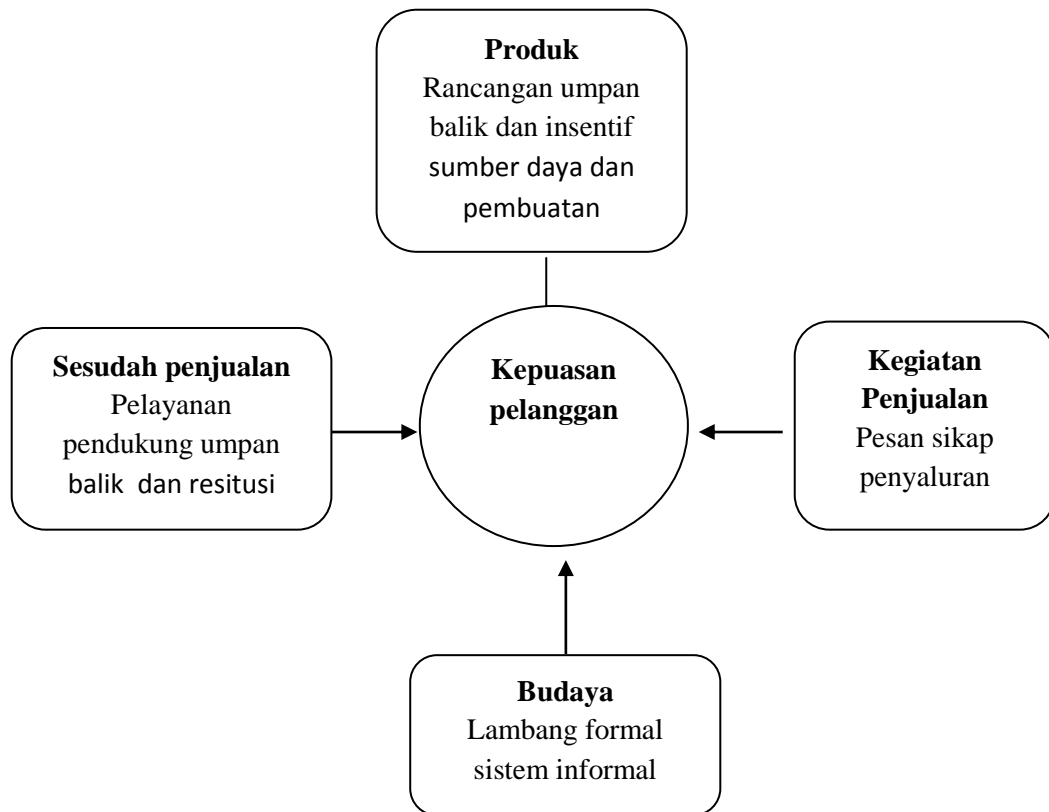 Produk
Rancangan umpan
balik dan insentif
sumber daya dan
pembuatan
Sesudah penjualan
Pelayanan
pendukung umpan
balik dan resitusi
Kepuasan
pelanggan
Kegiatan
Penjualan
Pesan sikap
penyaluran
Budaya
Lambang formal
sistem informal